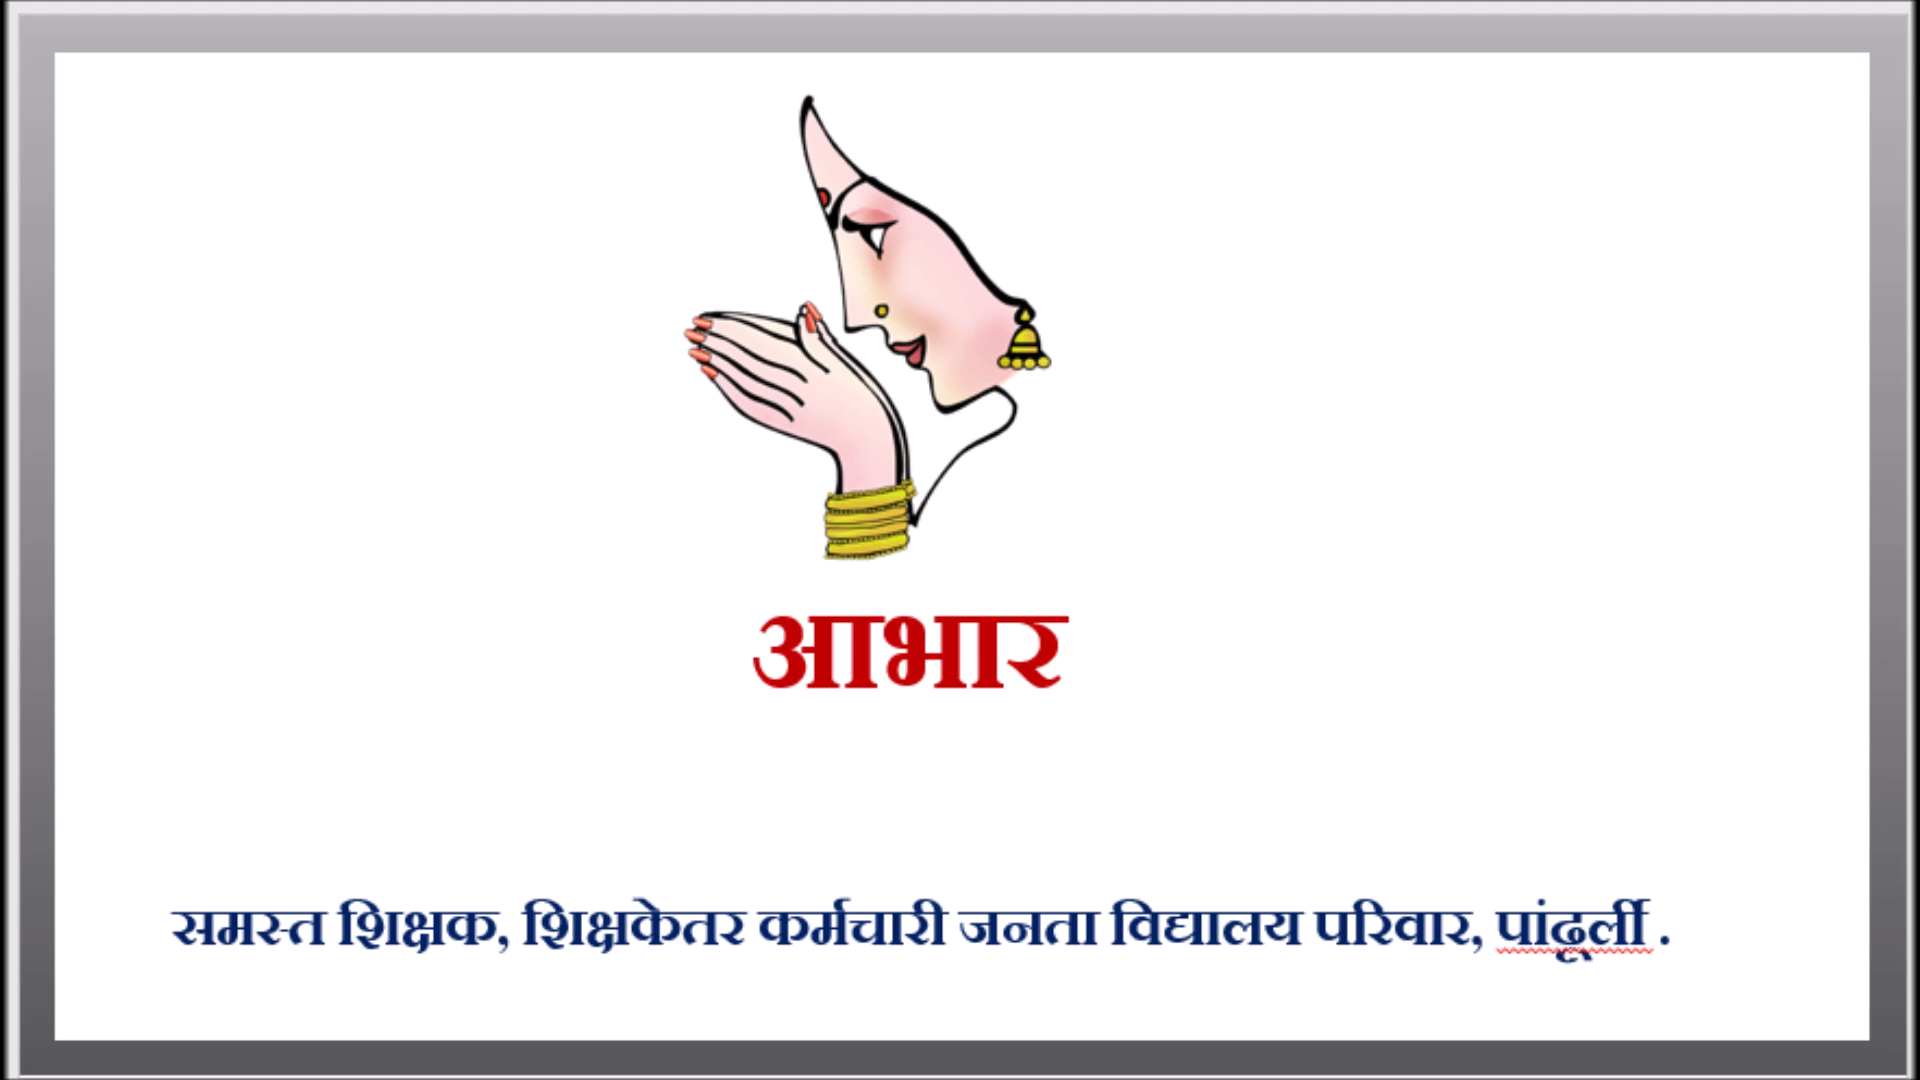 आभार
समस्त शिक्षक, शिक्षकेतर कर्मचारी जनता विद्यालय परिवार, पांढूर्ली .